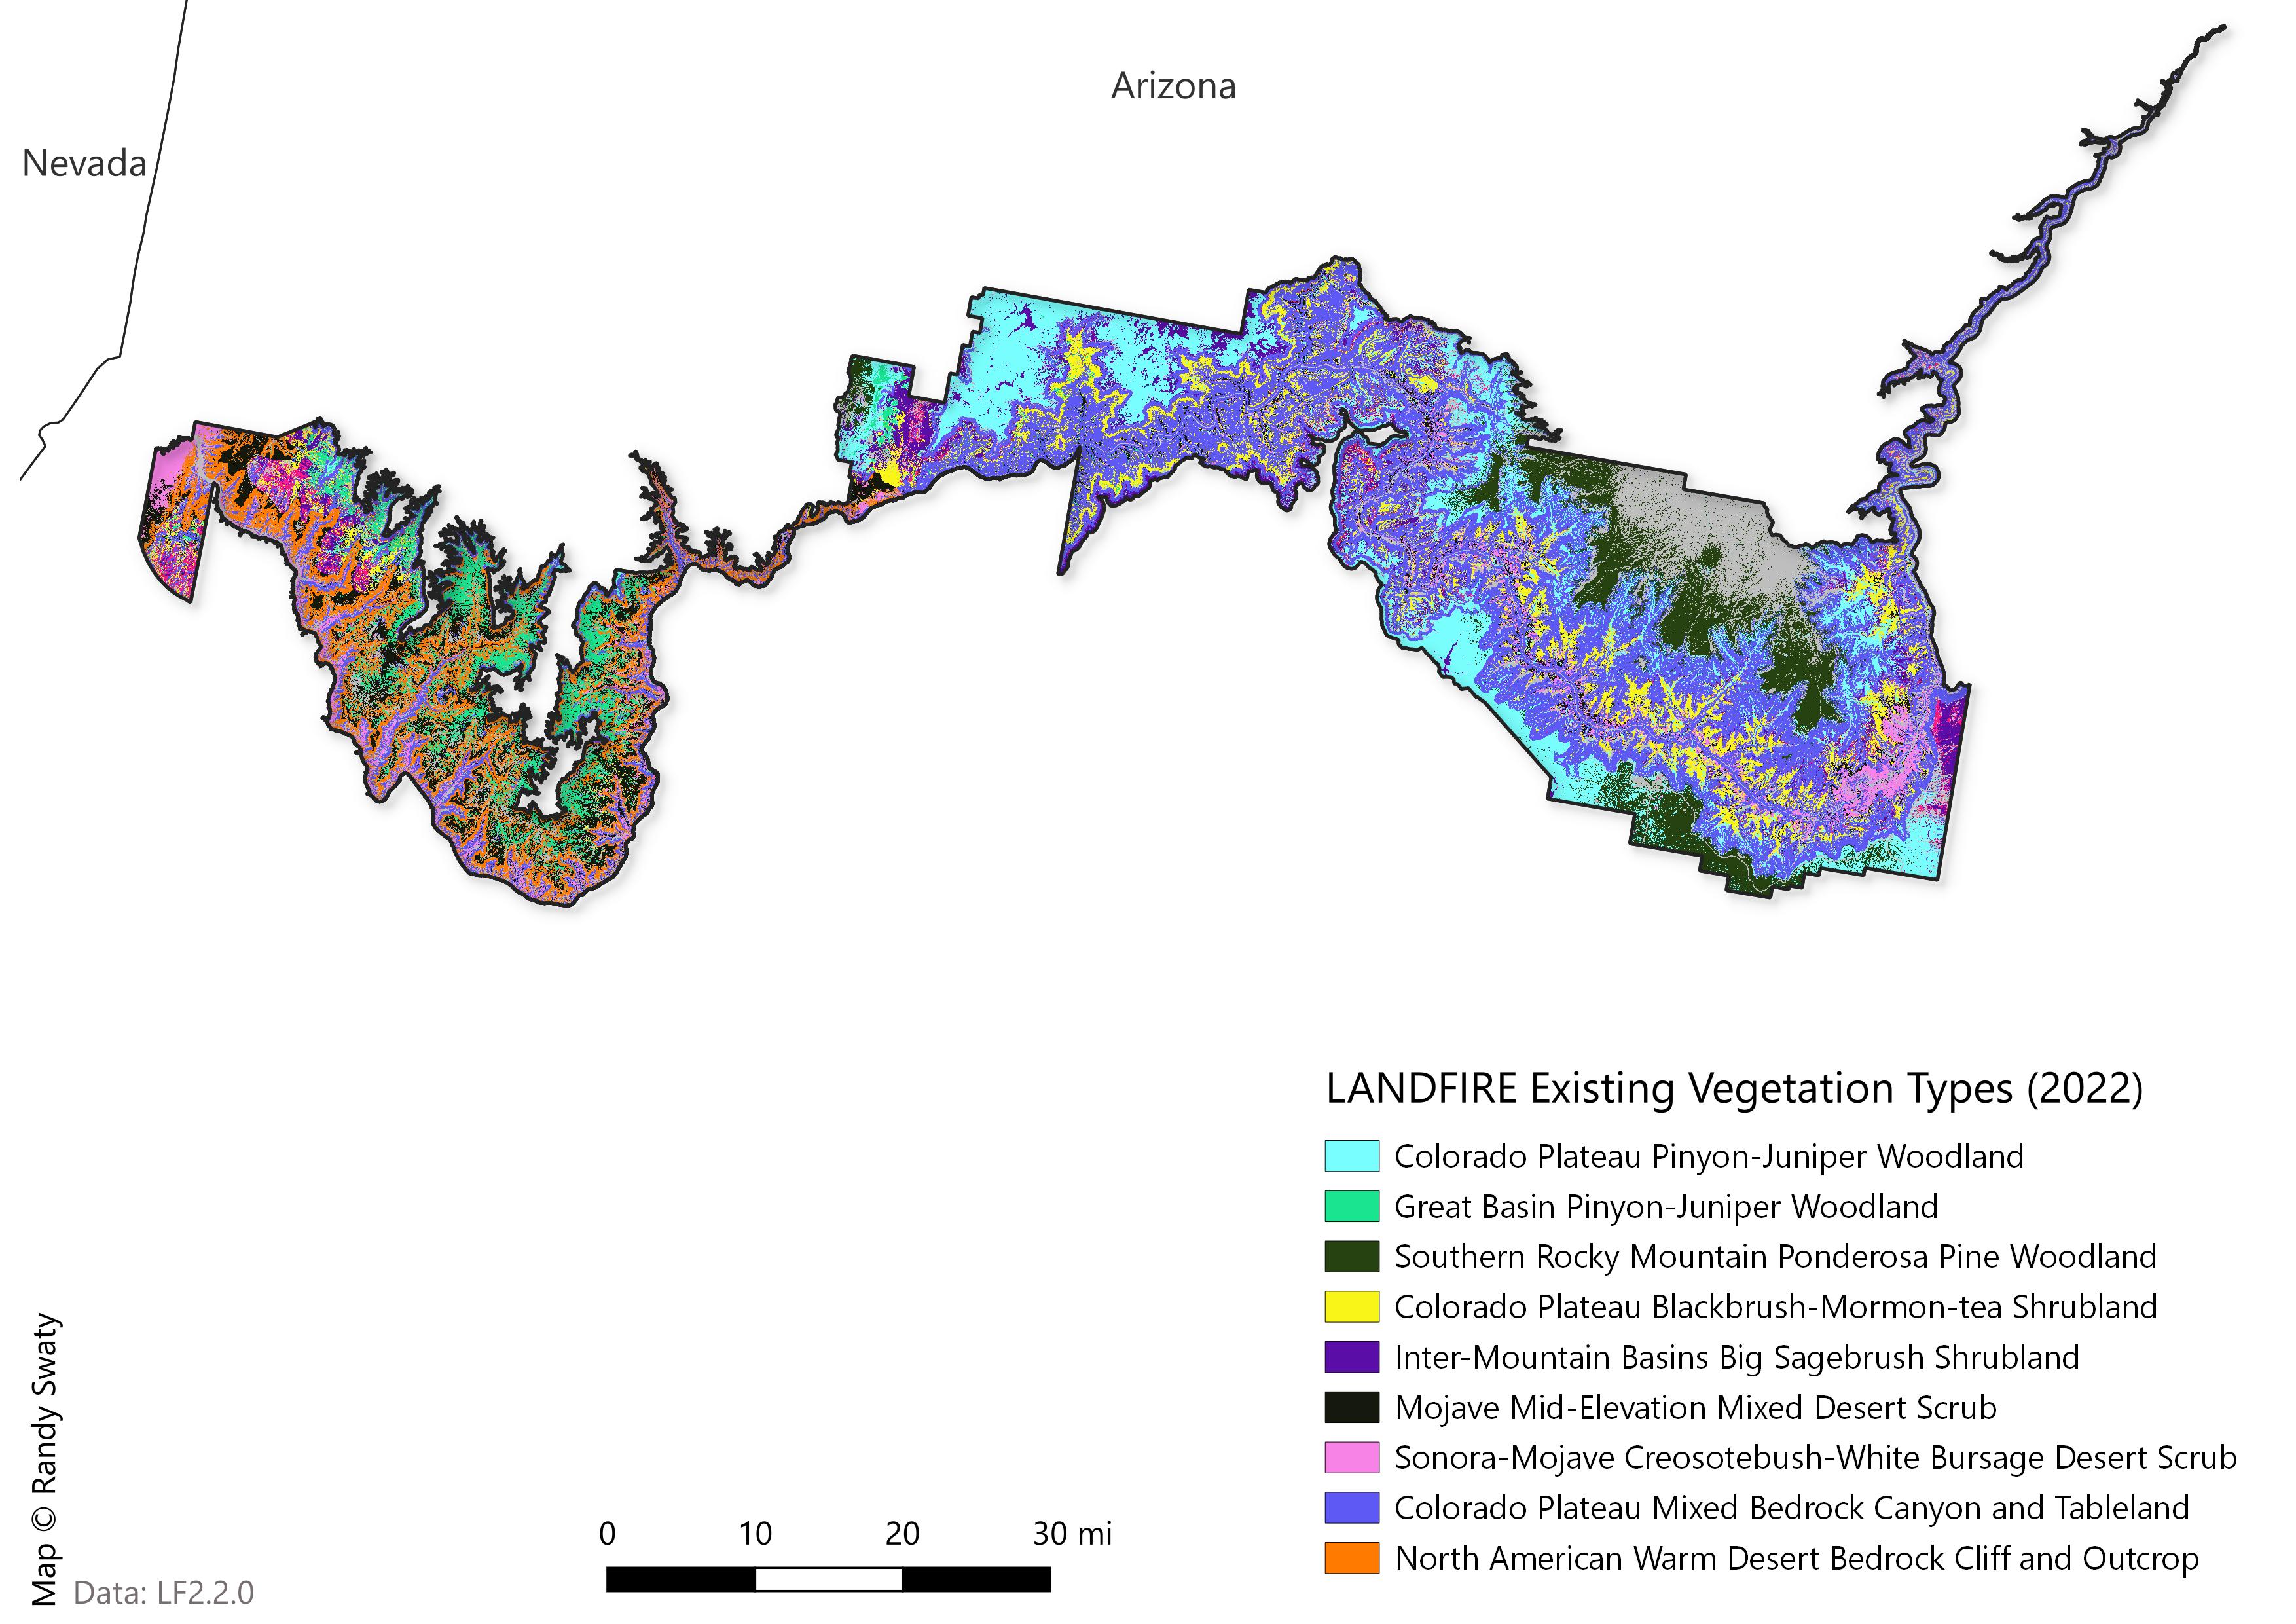 Arizona
Nevada
LANDFIRE Existing Vegetation Types (2022)
Colorado Plateau Pinyon-Juniper Woodland
Great Basin Pinyon-Juniper Woodland
Southern Rocky Mountain Ponderosa Pine Woodland
Colorado Plateau Blackbrush-Mormon-tea Shrubland
Inter-Mountain Basins Big Sagebrush Shrubland
Mojave Mid-Elevation Mixed Desert Scrub
Sonora-Mojave Creosotebush-White Bursage Desert Scrub
Colorado Plateau Mixed Bedrock Canyon and Tableland
North American Warm Desert Bedrock Cliff and Outcrop
0 10 20 30 mi
Map © Randy Swaty
Data: LF2.2.0